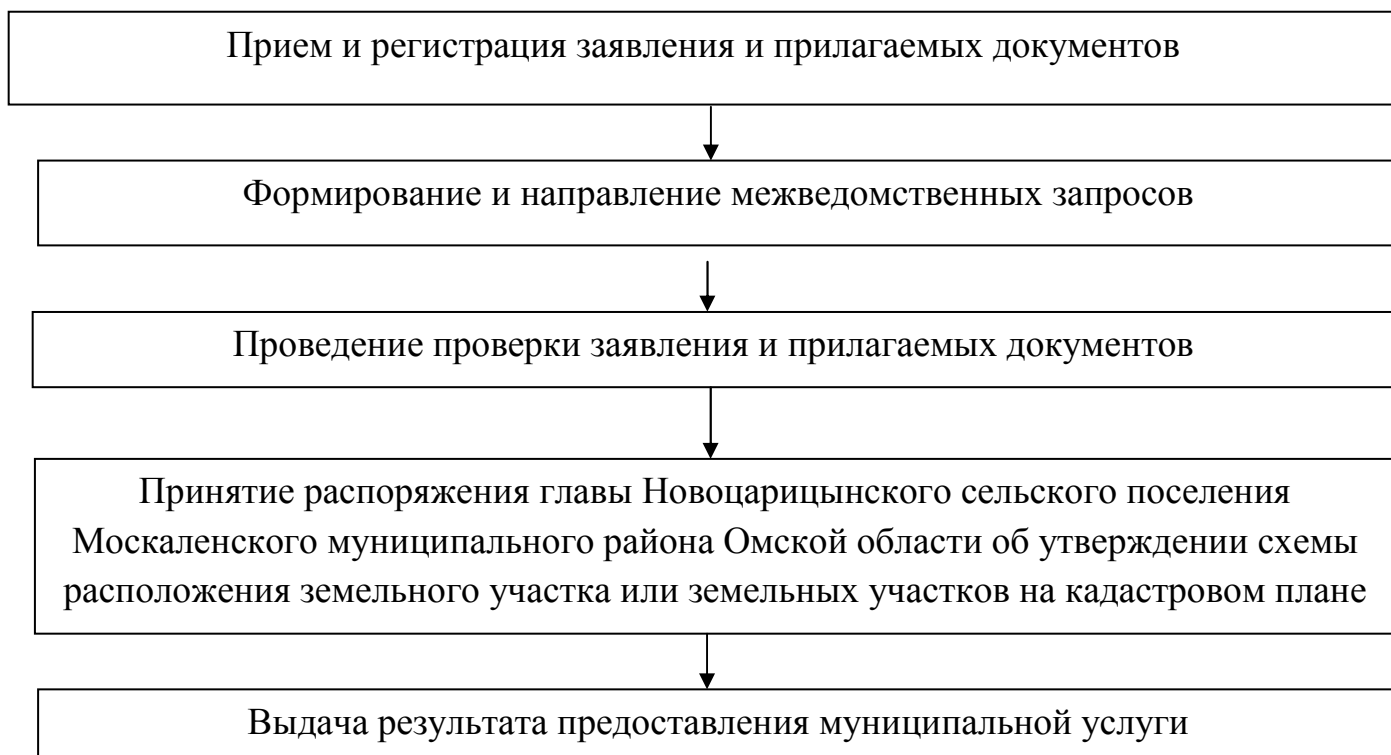 Прием и регистрация заявления и прилагаемых документов
Формирование и направление межведомственных запросов
Проведение проверки заявления и прилагаемых документов
Принятие распоряжения главы Новоцарицынского сельского поселения
Москаленского муниципального района Омской области об утверждении схемы
расположения земельного участка или земельных участков на кадастровом плане
Выдача результата предоставления муниципальной услуги